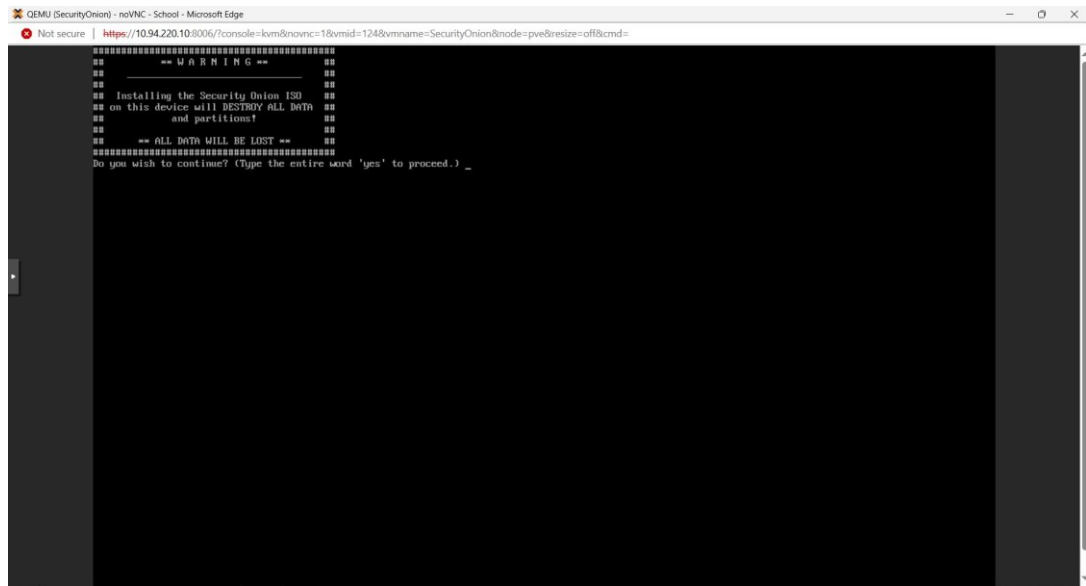 QEMU (SecurityOnion) - noVNC - School - Microsoft Edge
Not secure | https://10.94.220.10:8006/?console=kvm&novnc=1&vmid=124&vmname=SecurityOnion&node=pve&resize=off&cmd=
###########################################
## ** W A R N I N G ** ##
## _______________________________ ##
## ##
## Installing the Security Onion ISO ##
## on this device will DESTROY ALL DATA ##
## and partitions! ##
## ##
## ** ALL DATA WILL BE LOST ** ##
###########################################
Do you wish to continue? (Type the entire word 'yes' to proceed.) _